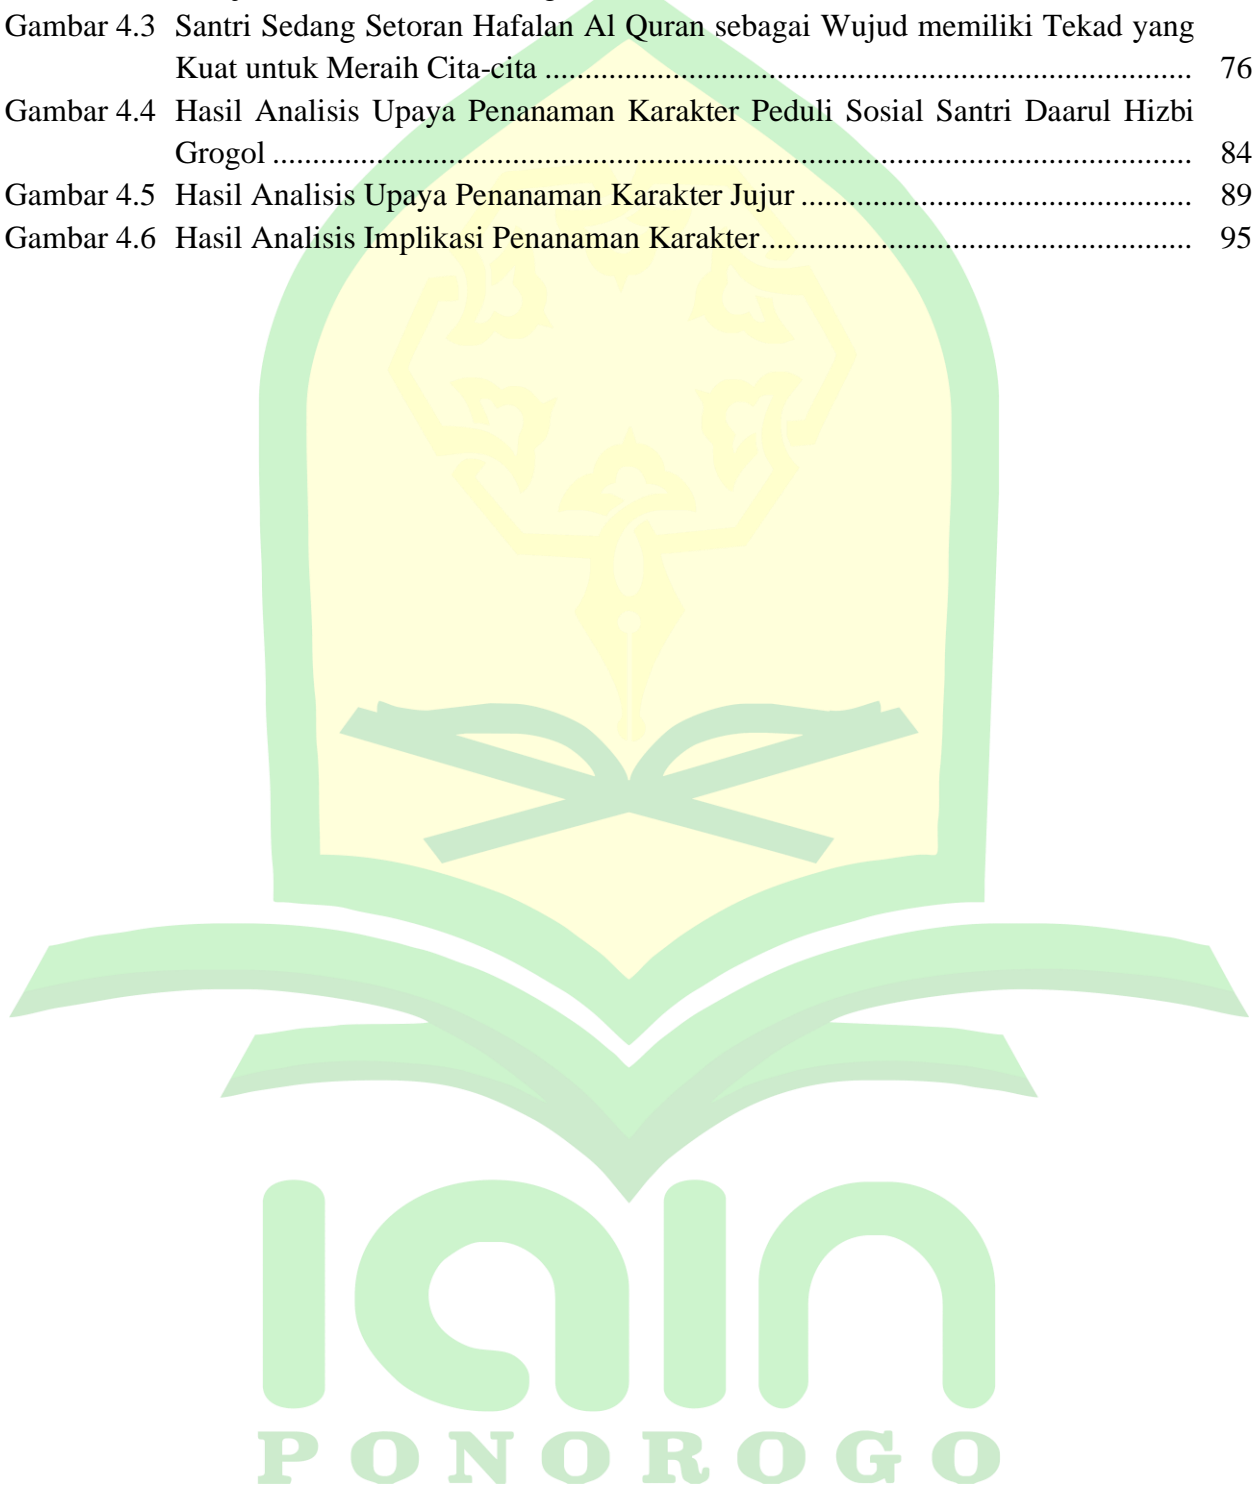 Gambar 4.3 Santri Sedang Setoran Hafalan Al Quran sebagai Wujud memiliki Tekad yang
Kuat untuk Meraih Cita-cita ................................................................................. 76
Gambar 4.4 Hasil Analisis Upaya Penanaman Karakter Peduli Sosial Santri Daarul Hizbi
Grogol .................................................................................................................. 84
Gambar 4.5 Hasil Analisis Upaya Penanaman Karakter Jujur ................................................. 89
Gambar 4.6 Hasil Analisis Implikasi Penanaman Karakter...................................................... 95
iain
PONOROGO